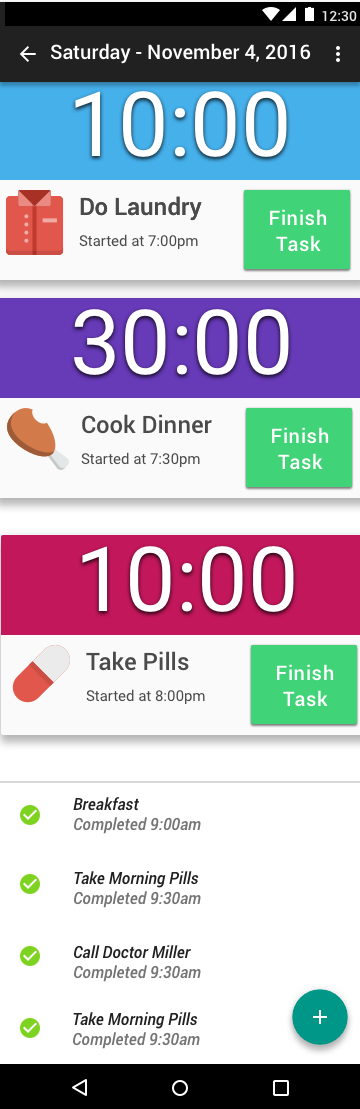 12:30
Saturday - November 4, 2016
10:00
Do Laundry
Started at 7:00pm
Finish
Task
30:00
Cook Dinner
Started at 7:30pm
Finish
Task
10:00
Take Pills
Started at 8:00pm
Finish
Task
Breakfast
Completed 9:00am
Take Morning Pills
Completed 9:30am
Call Doctor Miller
Completed 9:30am
Take Morning Pills
Completed 9:30am